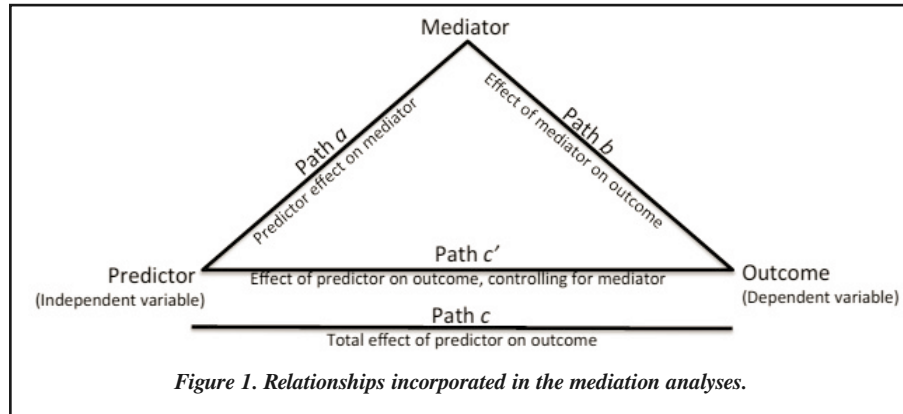 Mediator
Path a
Predictor effect on mediator
Path b
Effect of mediator on outcome
Path c’
Predictor
(Independent variable)
Effect of predictor on outcome, controlling for mediator
Outcome
(Dependent variable)
Path c
Total effect of predictor on outcome
Figure 1. Relationships incorporated in the mediation analyses.